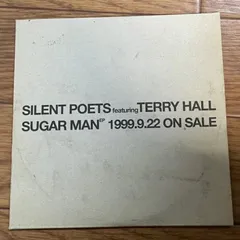 SILENT POETS featuring TERRY HALL
SUGAR MAN EP 1999.9.22 ON SALE